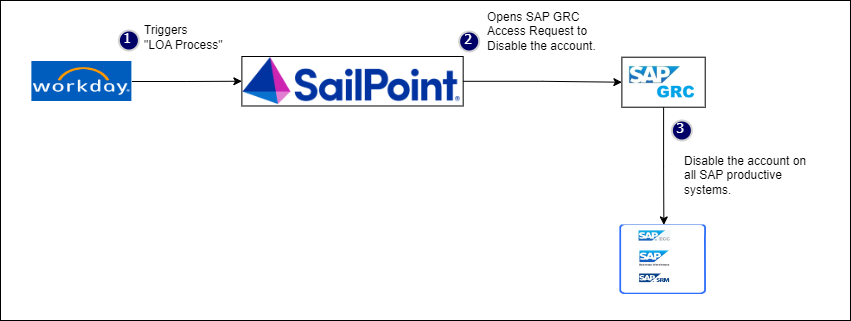 1
Triggers
"LOA Process"
2
Opens SAP GRC
Access Request to
Disable the account.
workday.
SailPoint.
SAP
GRC
3
Disable the account on
all SAP productive
systems.
SAP ECC
SAP
SAP SRM